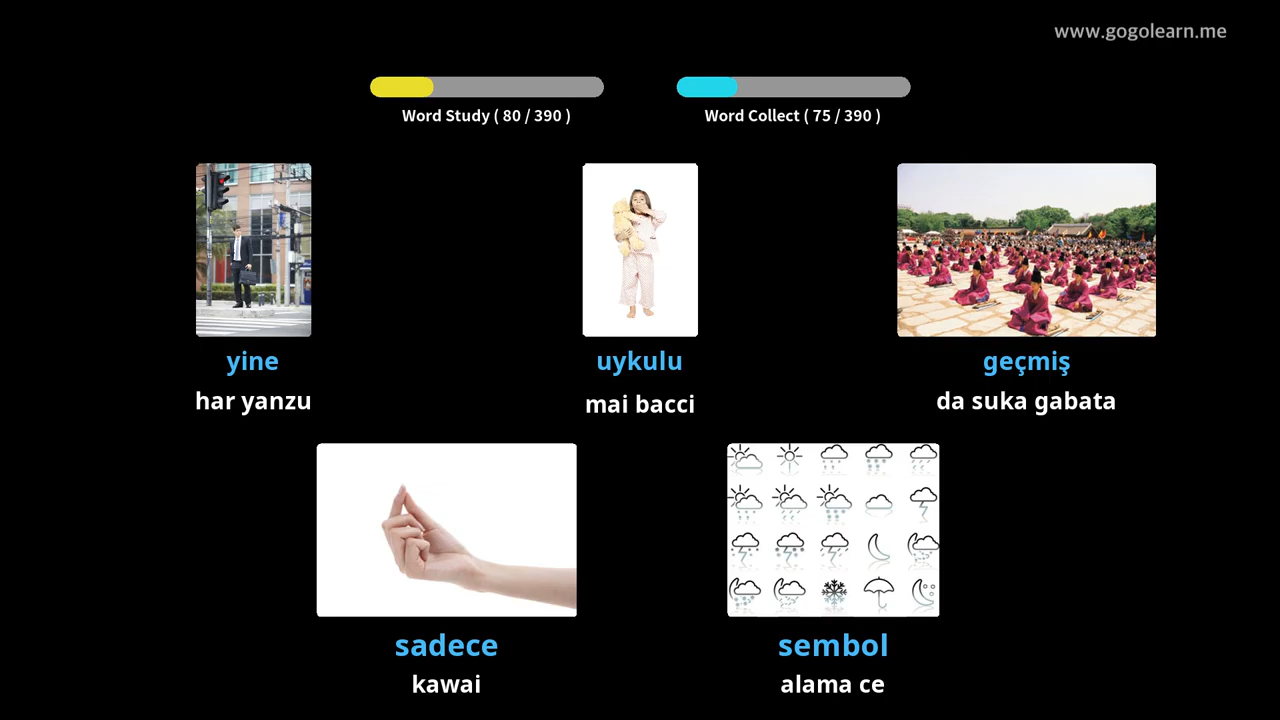 www.gogolearn.me
Word Study ( 80 / 390 )
Word Collect ( 75 / 390 )
yine
har yanzu
uykulu
mai bacci
geçmiş
da suka gabata
sadece
kawai
sembol
alama ce